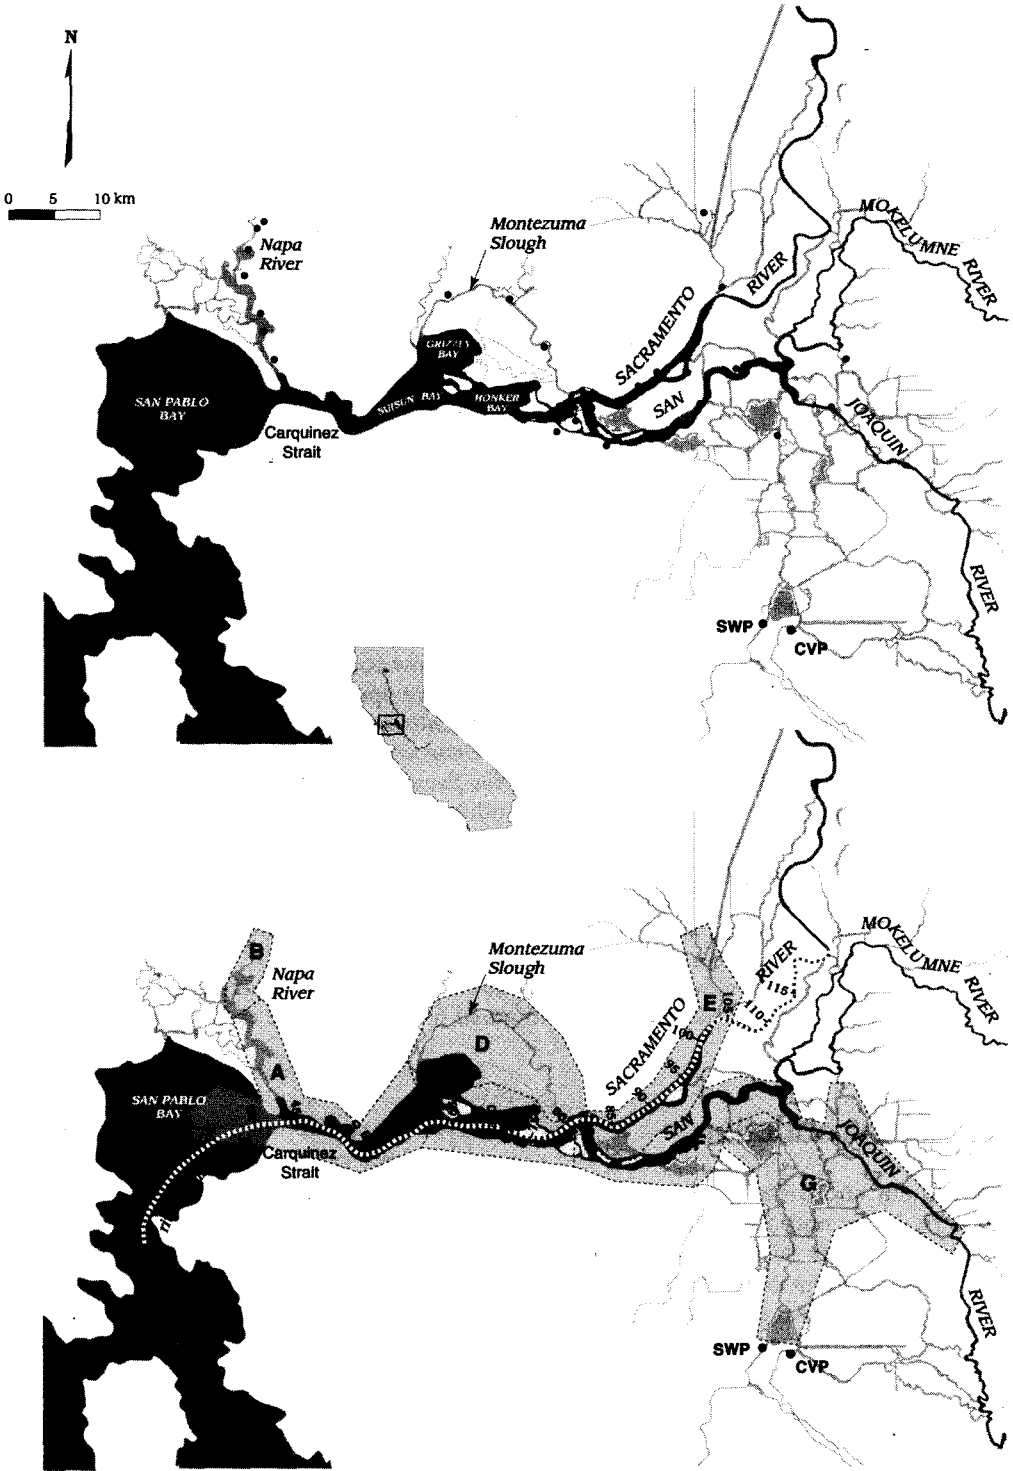 N
0 5 10 km
Napa
River
Montezuma
Slough
MOKELUMNE
RIVER
SACRAMENTO
RIVER
GRIZZLY
BAY
SUISUN BAY
HONKER
BAY
SAN PABLO
BAY
Carquinez
Strait
SAN
JOAQUIN
RIVER
SWP
CVP
B
Napa
River
Montezuma
Slough
MOKELUMNE
RIVER
SACRAMENTO
RIVER
E
115
110
100
95
90
D
A
SAN PABLO
BAY
Carquinez
Strait
SAN
JOAQUIN
G
RIVER
SWP
CVP